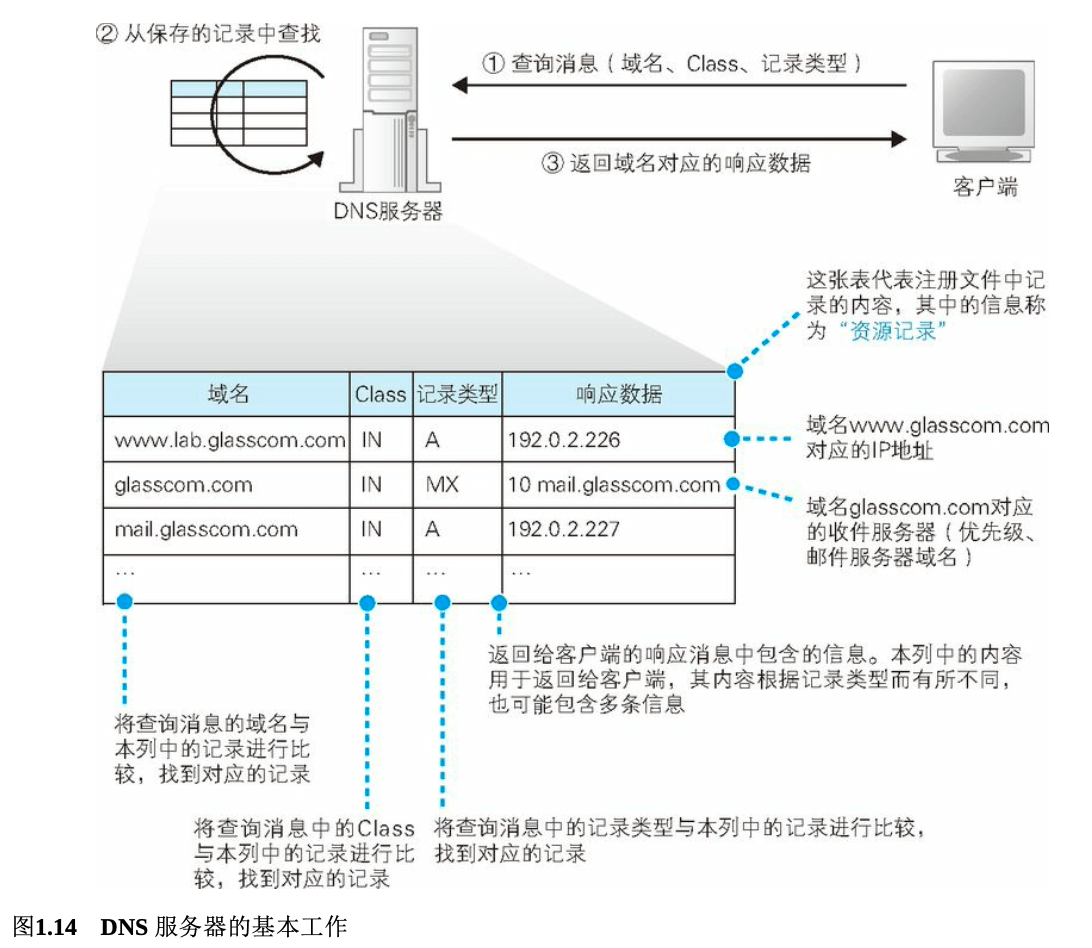 ② 从保存的记录中查找
① 查询消息（域名、Class、记录类型）
③ 返回域名对应的响应数据
DNS服务器
客户端
这张表代表注册文件中记
录的内容，其中的信息称
为“资源记录”
域名 Class 记录类型 响应数据
www.lab.glasscom.com IN A 192.0.2.226
glasscom.com IN MX 10 mail.glasscom.com
mail.glasscom.com IN A 192.0.2.227
… … … …
域名www.glasscom.com
对应的IP地址
域名glasscom.com对应
的收件服务器（优先级、
邮件服务器域名）
返回给客户端的响应消息中包含的信息。本列中的内容
用于返回给客户端，其内容根据记录类型而有所不同，
也可能包含多条信息
将查询消息的域名与
本列中的记录进行比
较，找到对应的记录
将查询消息中的Class
与本列中的记录进行比
较，找到对应的记录
将查询消息中的记录类型与本列中的记录进行比较，
找到对应的记录
图1.14 DNS 服务器的基本工作